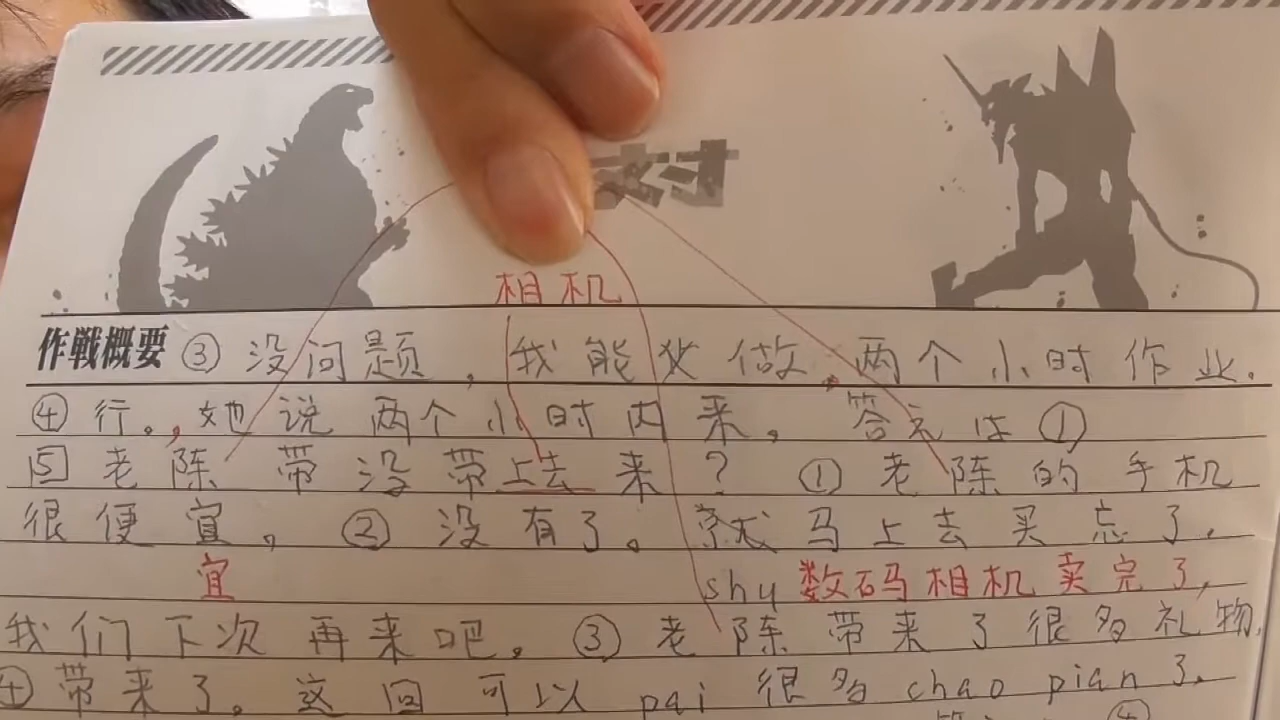 相机
作戦概要 ③ 没问题，我能 做，两个小时作业.
④ 行。，她说两个小时内来。 答 ①
⑤ 老陈带没带上去来？ ① 老陈的手机
很便宜。 ② 没有了。 就马上去买 忘了.
宜 shu 数码相机卖完了,
我们下次再来吧。 ③ 老陈带来了很多礼物.
④ 带来了。这回可以 pai 很多 chao pian 了.
④